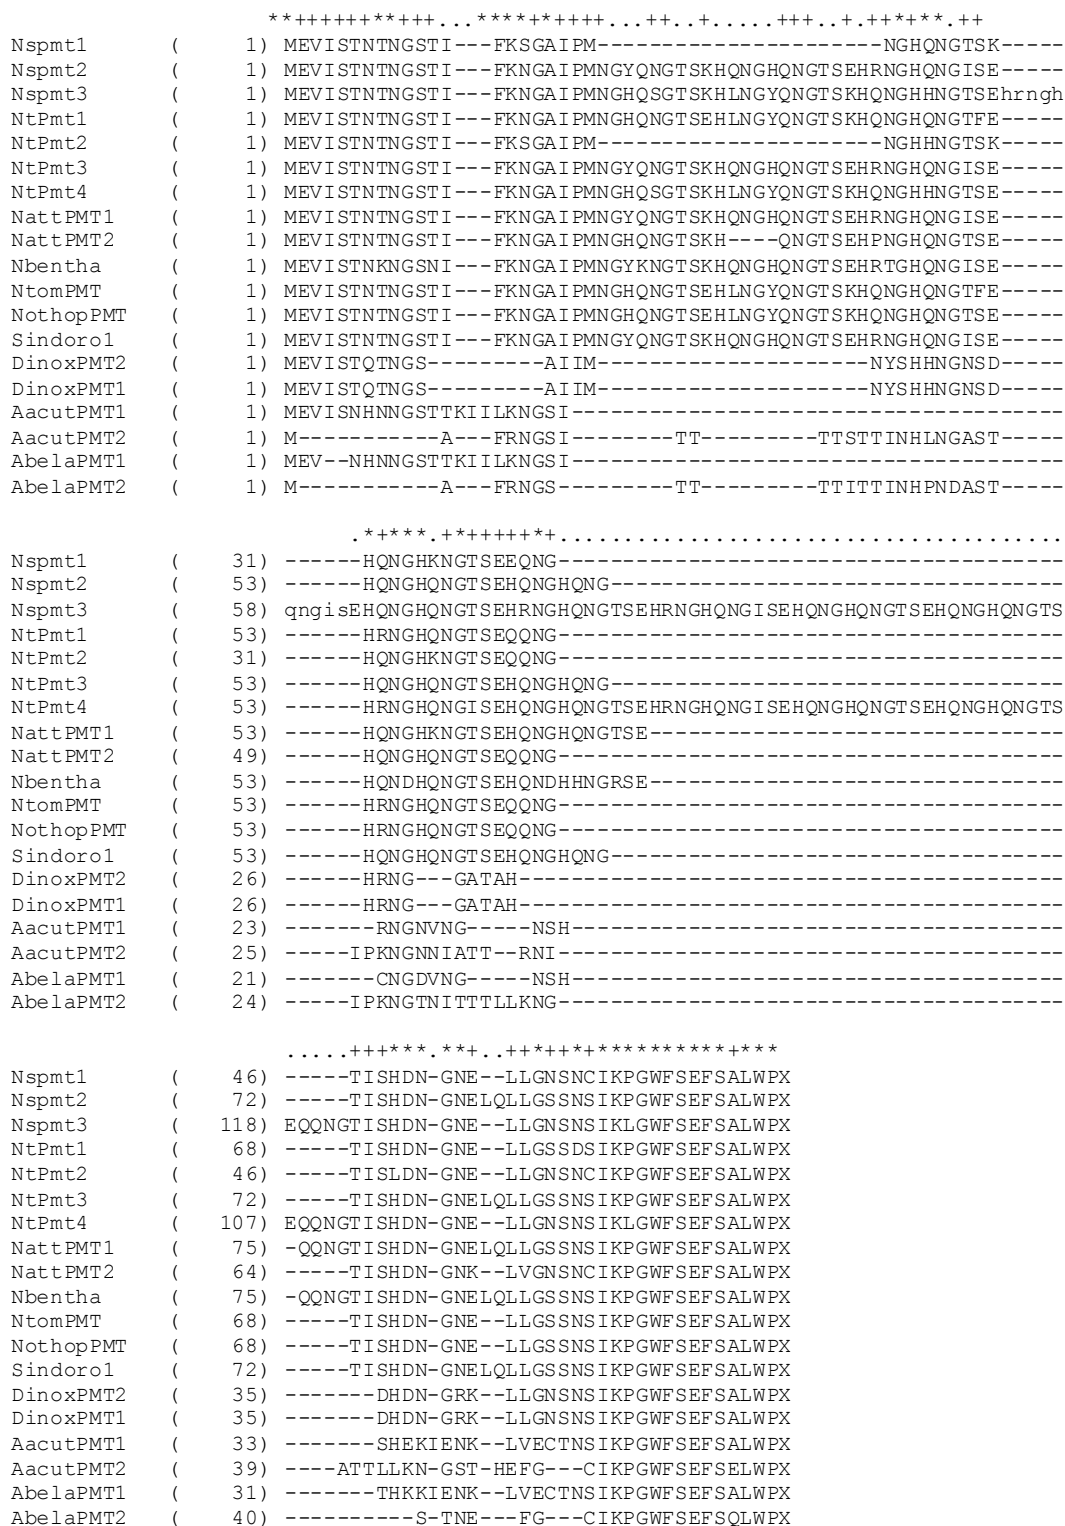 **++++++**+++...****+*++++...++..+.....+++..+.++*+**.++
Nspmt1 ( 1) MEVISTNTNGSTI---FKSGAIPM----------------------NGHQNGTSK-----
Nspmt2 ( 1) MEVISTNTNGSTI---FKNGAIPMNGYQNGTSKHQNGHQNGTSEHRNGHQNGISE-----
Nspmt3 ( 1) MEVISTNTNGSTI---FKNGAIPMNGHQSGTSKHLNGYQNGTSKHQNGHHNGTSEhrngh
NtPmt1 ( 1) MEVISTNTNGSTI---FKNGAIPMNGHQNGTSEHLNGYQNGTSKHQNGHQNGTFE-----
NtPmt2 ( 1) MEVISTNTNGSTI---FKSGAIPM----------------------NGHHNGTSK-----
NtPmt3 ( 1) MEVISTNTNGSTI---FKNGAIPMNGYQNGTSKHQNGHQNGTSEHRNGHQNGISE-----
NtPmt4 ( 1) MEVISTNTNGSTI---FKNGAIPMNGHQSGTSKHLNGYQNGTSKHQNGHHNGTSE-----
NattPMT1 ( 1) MEVISTNTNGSTI---FKNGAIPMNGYQNGTSKHQNGHQNGTSEHRNGHQNGISE-----
NattPMT2 ( 1) MEVISTNTNGSTI---FKNGAIPMNGHQNGTSKH----QNGTSEHPNGHQNGTSE-----
Nbentha ( 1) MEVISTNKNGSNI---FKNGAIPMNGYKNGTSKHQNGHQNGTSEHRTGHQNGISE-----
NtomPMT ( 1) MEVISTNTNGSTI---FKNGAIPMNGHQNGTSEHLNGYQNGTSKHQNGHQNGTFE-----
NothopPMT ( 1) MEVISTNTNGSTI---FKNGAIPMNGHQNGTSEHLNGYQNGTSKHQNGHQNGTSE-----
Sindoro1 ( 1) MEVISTNTNGSTI---FKNGAIPMNGYQNGTSKHQNGHQNGTSEHRNGHQNGISE-----
DinoxPMT2 ( 1) MEVISTQTNGS---------AIIM---------------------NYSHHNGNSD-----
DinoxPMT1 ( 1) MEVISTQTNGS---------AIIM---------------------NYSHHNGNSD-----
AacutPMT1 ( 1) MEVISNHNNGSTTKIILKNGSI--------------------------------------
AacutPMT2 ( 1) M-----------A---FRNGSI--------TT---------TTSTTINHLNGAST-----
AbelaPMT1 ( 1) MEV--NHNNGSTTKIILKNGSI--------------------------------------
AbelaPMT2 ( 1) M-----------A---FRNGS---------TT---------TTITTINHPNDAST-----
.*+***.+*++++++*+.......................................
Nspmt1 ( 31) ------HQNGHKNGTSEEQNG---------------------------------------
Nspmt2 ( 53) ------HQNGHQNGTSEHQNGHQNG-----------------------------------
Nspmt3 ( 58) qngisEHQNGHQNGTSEHRNGHQNGTSEHRNGHQNGISEHQNGHQNGTSEHQNGHQNGTS
NtPmt1 ( 53) ------HRNGHQNGTSEQQNG---------------------------------------
NtPmt2 ( 31) ------HQNGHKNGTSEQQNG---------------------------------------
NtPmt3 ( 53) ------HQNGHQNGTSEHQNGHQNG-----------------------------------
NtPmt4 ( 53) ------HRNGHQNGISEHQNGHQNGTSEHRNGHQNGISEHQNGHQNGTSEHQNGHQNGTS
NattPMT1 ( 53) ------HQNGHKNGTSEHQNGHQNGTSE--------------------------------
NattPMT2 ( 49) ------HQNGHQNGTSEQQNG---------------------------------------
Nbentha ( 53) ------HQNDHQNGTSEHQNDHHNGRSE--------------------------------
NtomPMT ( 53) ------HRNGHQNGTSEQQNG---------------------------------------
NothopPMT ( 53) ------HRNGHQNGTSEQQNG---------------------------------------
Sindoro1 ( 53) ------HQNGHQNGTSEHQNGHQNG-----------------------------------
DinoxPMT2 ( 26) ------HRNG---GATAH------------------------------------------
DinoxPMT1 ( 26) ------HRNG---GATAH------------------------------------------
AacutPMT1 ( 23) -------RNGNVNG-----NSH--------------------------------------
AacutPMT2 ( 25) -----IPKNGNNIATT--RNI---------------------------------------
AbelaPMT1 ( 21) -------CNGDVNG-----NSH--------------------------------------
AbelaPMT2 ( 24) -----IPKNGTNITTTLLKNG---------------------------------------
.....+++***.**+..++*++*+**********+***
Nspmt1 ( 46) -----TISHDN-GNE--LLGNSNCIKPGWFSEFSALWPX
Nspmt2 ( 72) -----TISHDN-GNELQLLGSSNSIKPGWFSEFSALWPX
Nspmt3 ( 118) EQQNGTISHDN-GNE--LLGNSNSIKLGWFSEFSALWPX
NtPmt1 ( 68) -----TISHDN-GNE--LLGSSDSIKPGWFSEFSALWPX
NtPmt2 ( 46) -----TISLDN-GNE--LLGNSNCIKPGWFSEFSALWPX
NtPmt3 ( 72) -----TISHDN-GNELQLLGSSNSIKPGWFSEFSALWPX
NtPmt4 ( 107) EQQNGTISHDN-GNE--LLGNSNSIKLGWFSEFSALWPX
NattPMT1 ( 75) -QQNGTISHDN-GNELQLLGSSNSIKPGWFSEFSALWPX
NattPMT2 ( 64) -----TISHDN-GNK--LVGNSNCIKPGWFSEFSALWPX
Nbentha ( 75) -QQNGTISHDN-GNELQLLGSSNSIKPGWFSEFSALWPX
NtomPMT ( 68) -----TISHDN-GNE--LLGSSNSIKPGWFSEFSALWPX
NothopPMT ( 68) -----TISHDN-GNE--LLGSSNSIKPGWFSEFSALWPX
Sindoro1 ( 72) -----TISHDN-GNELQLLGSSNSIKPGWFSEFSALWPX
DinoxPMT2 ( 35) -------DHDN-GRK--LLGNSNSIKPGWFSEFSALWPX
DinoxPMT1 ( 35) -------DHDN-GRK--LLGNSNSIKPGWFSEFSALWPX
AacutPMT1 ( 33) -------SHEKIENK--LVECTNSIKPGWFSEFSALWPX
AacutPMT2 ( 39) ----ATTLLKN-GST-HEFG---CIKPGWFSEFSELWPX
AbelaPMT1 ( 31) -------THKKIENK--LVECTNSIKPGWFSEFSALWPX
AbelaPMT2 ( 40) ----------S-TNE---FG---CIKPGWFSEFSQLWPX